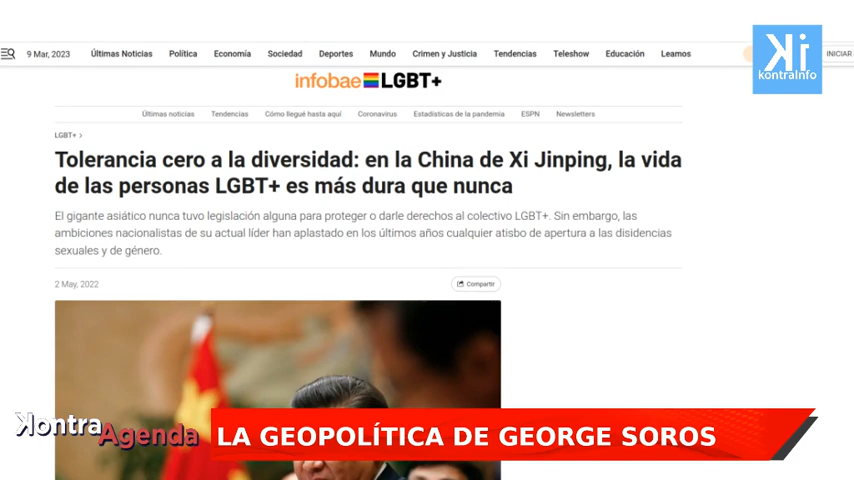 9 Mar, 2023 Últimas Noticias Política Economía Sociedad Deportes Mundo Crimen y Justicia Tendencias Teleshow Educación Leamos INICIAR
Ki
kontrainfo
infobae LGBT+
Últimas noticias Tendencias Cómo llegué hasta aquí Coronavirus Estadísticas de la pandemia ESPN Newsletters
LGBT+ >
Tolerancia cero a la diversidad: en la China de Xi Jinping, la vida
de las personas LGBT+ es más dura que nunca
El gigante asiático nunca tuvo legislación alguna para proteger o darle derechos al colectivo LGBT+. Sin embargo, las
ambiciones nacionalistas de su actual líder han aplastado en los últimos años cualquier atisbo de apertura a las disidencias
sexuales y de género.
2 May, 2022
Compartir
Kontra
Agenda
LA GEOPOLÍTICA DE GEORGE SOROS